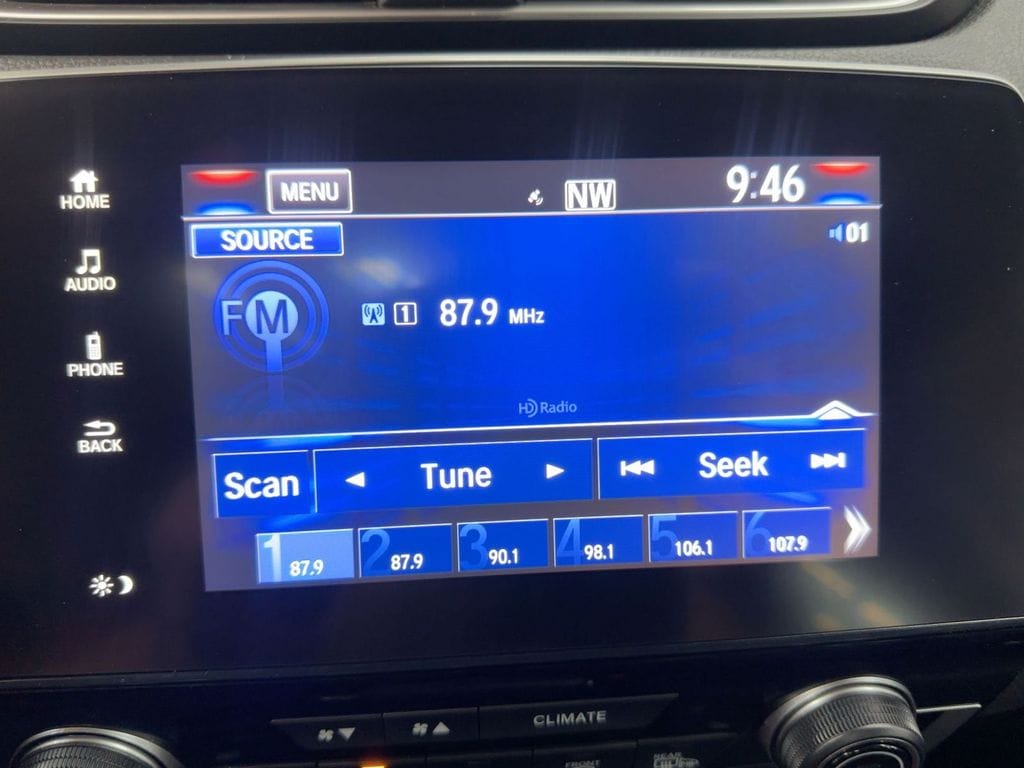 HOME
AUDIO
PHONE
BACK
MENU
NW
9:46
SOURCE
01
FM
1 87.9 MHz
HD Radio
Scan
Tune
Seek
1 87.9
2 87.9
3 90.1
4 98.1
5 106.1
6 107.9
CLIMATE
FRONT
REAR